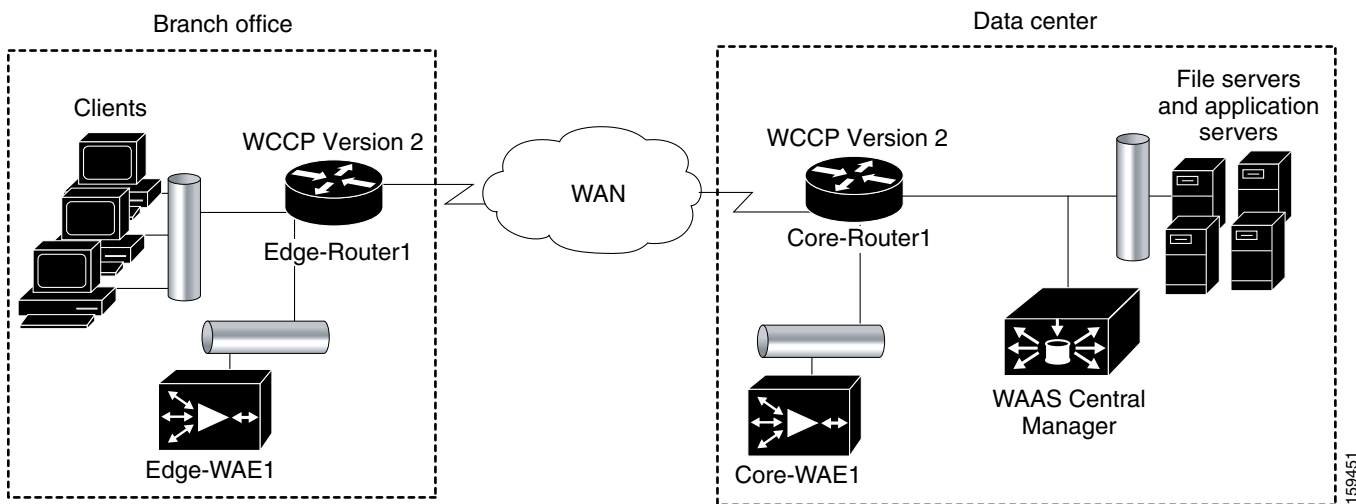 Branch office
Data center
Clients
WCCP Version 2
Edge-Router1
Edge-WAE1
WAN
WCCP Version 2
Core-Router1
Core-WAE1
File servers
and application
servers
WAAS Central
Manager
159451